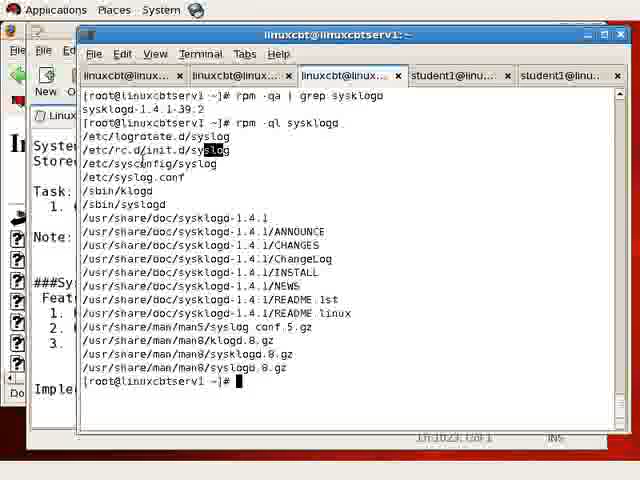 Applications Places System
linuxcbt@linuxcbtserv1:~
File Edit View Terminal Tabs Help
linuxcbt@linux... linuxcbt@linux... linuxcbt@linux... student1@linux... student1@linu...
New
[root@linuxcbtserv1 ~]# rpm -qa | grep sysklogd
sysklogd-1.4.1-39.2
[root@linuxcbtserv1 ~]# rpm -ql sysklogd
/etc/logrotate.d/syslog
/etc/rc.d/init.d/syslog
/etc/sysconfig/syslog
/etc/syslog.conf
/sbin/klogd
/sbin/syslogd
/usr/share/doc/sysklogd-1.4.1
/usr/share/doc/sysklogd-1.4.1/ANNOUNCE
/usr/share/doc/sysklogd-1.4.1/CHANGES
/usr/share/doc/sysklogd-1.4.1/ChangeLog
/usr/share/doc/sysklogd-1.4.1/INSTALL
/usr/share/doc/sysklogd-1.4.1/NEWS
/usr/share/doc/sysklogd-1.4.1/README.1st
/usr/share/doc/sysklogd-1.4.1/README.linux
/usr/share/man/man5/syslog.conf.5.gz
/usr/share/man/man8/klogd.8.gz
/usr/share/man/man8/sysklogd.8.gz
/usr/share/man/man8/syslogd.8.gz
[root@linuxcbtserv1 ~]#
Linux
Syste
Store
Task:
1. (
Note:
###Sy
Featu
1.
2.
3.
Imple
Do
INS